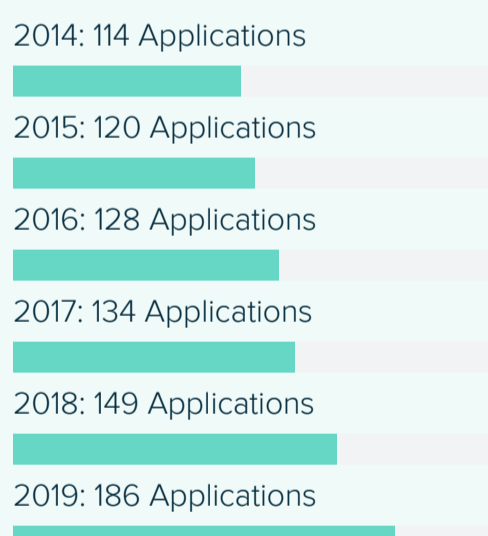 2014: 114 Applications
2015: 120 Applications
2016: 128 Applications
2017: 134 Applications
2018: 149 Applications
2019: 186 Applications